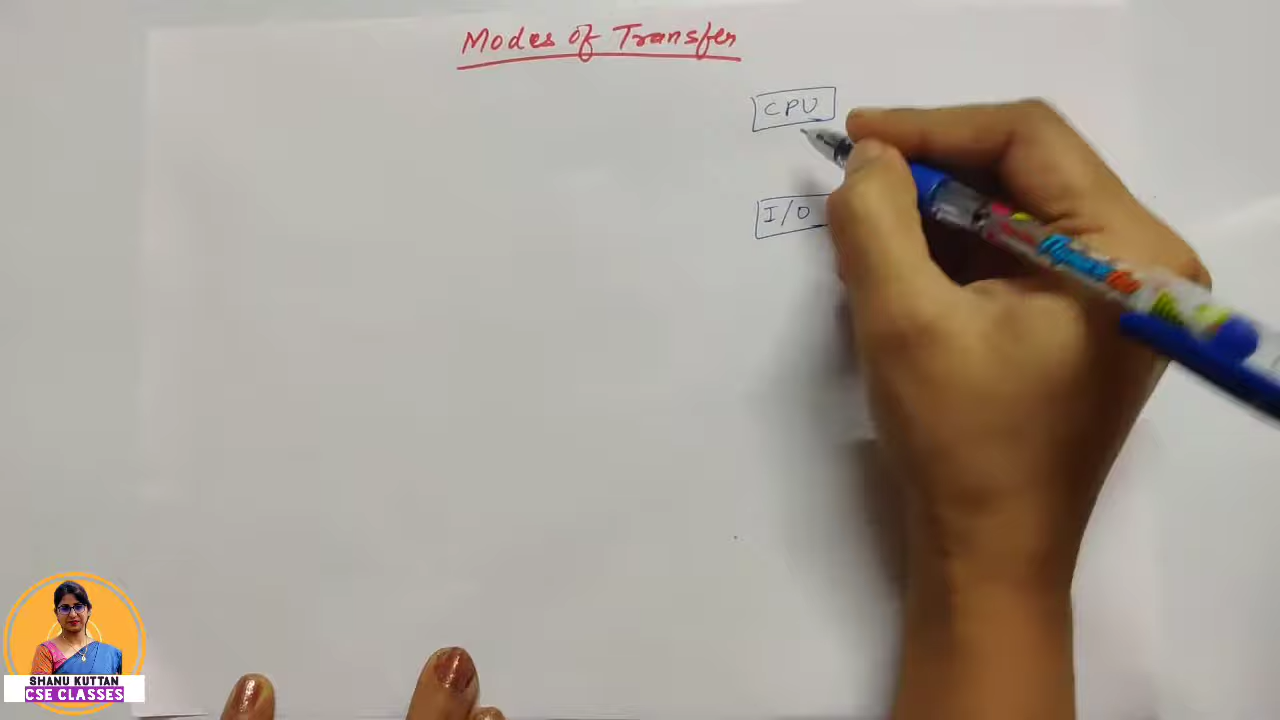 Modes of Transfer
CPU
I/O
SHANU KUTTAN
CSE CLASSES